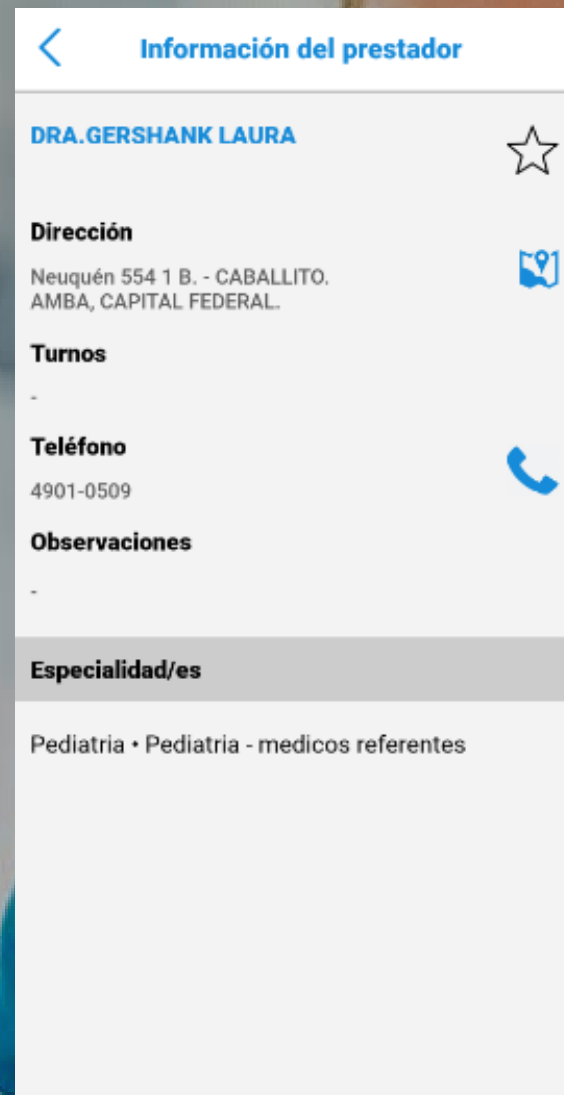 Información del prestador
DRA.GERSHANK LAURA
Dirección
Neuquén 554 1 B. - CABALLITO.
AMBA, CAPITAL FEDERAL.
Turnos
-
Teléfono
4901-0509
Observaciones
-
Especialidad/es
Pediatria • Pediatria - medicos referentes